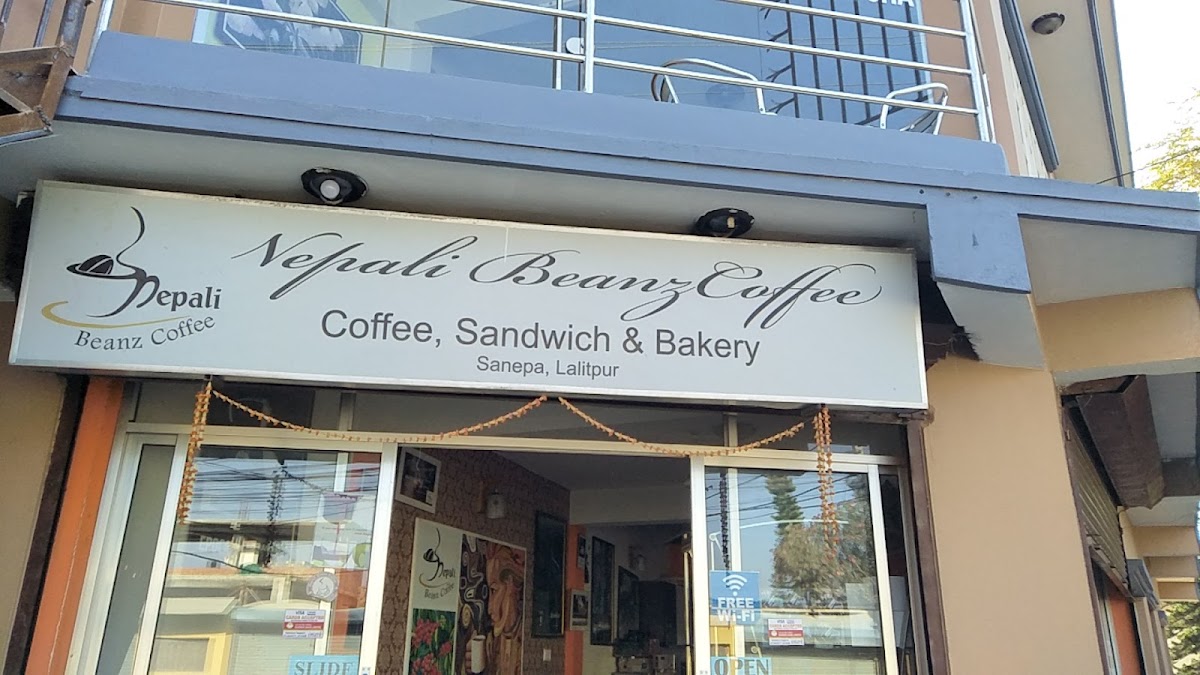 Nepali Beanz Coffee
Nepali
Beanz Coffee
Coffee, Sandwich & Bakery
Sanepa, Lalitpur
Nepali
Beanz Coffee
FREE
Wi-Fi
SLIDE
OPEN